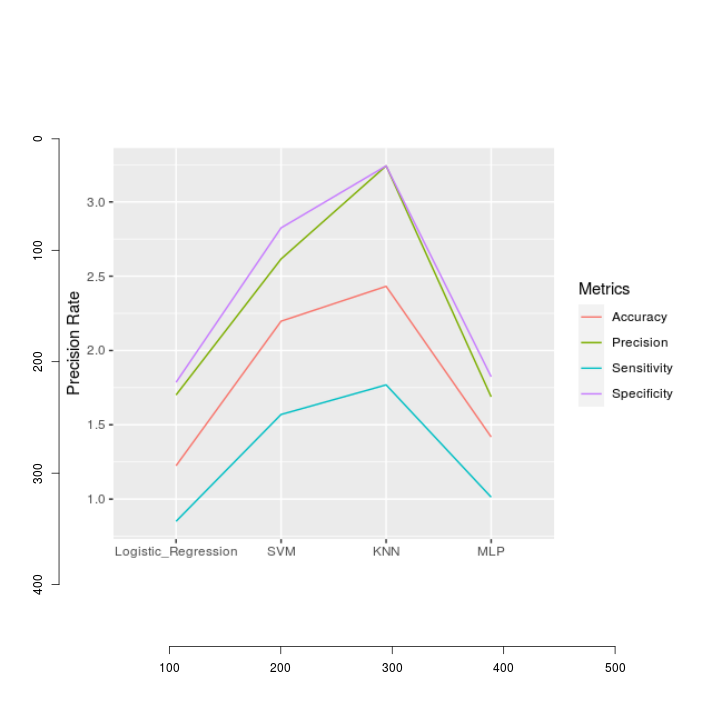 0
100
200
300
400
Precision Rate
3.0
2.5
2.0
1.5
1.0
Logistic_Regression SVM KNN MLP
Metrics
Accuracy
Precision
Sensitivity
Specificity
100 200 300 400 500